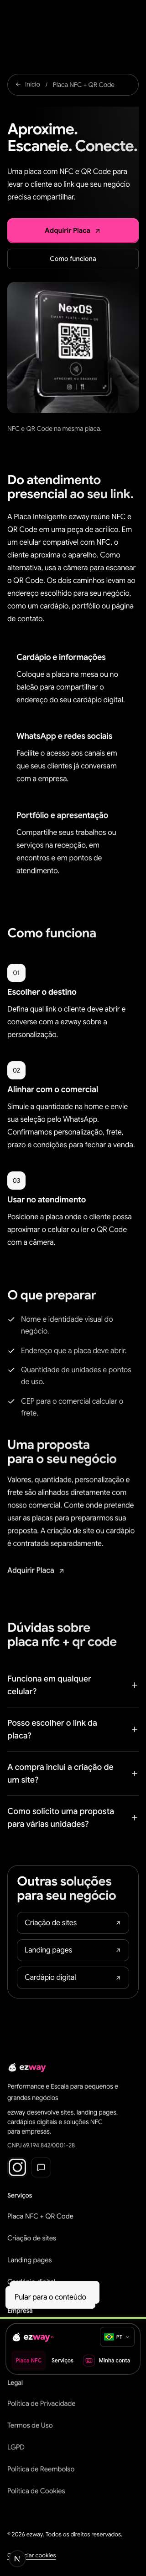 ← Início / Placa NFC + QR Code
Aproxime.
Escaneie. Conecte.
Uma placa com NFC e QR Code para
levar o cliente ao link que seu negócio
precisa compartilhar.
Adquirir Placa ↗
Como funciona
NexOS
NFC e QR Code na mesma placa.
Do atendimento
presencial ao seu link.
A Placa Inteligente ezway reúne NFC e
QR Code em uma peça de acrílico. Em
um celular compatível com NFC, o
cliente aproxima o aparelho. Como
alternativa, usa a câmera para escanear
o QR Code. Os dois caminhos levam ao
endereço escolhido para seu negócio,
como um cardápio, portfólio ou página
de contato.
Cardápio e informações
Coloque a placa na mesa ou no
balcão para compartilhar o
endereço do seu cardápio digital.
WhatsApp e redes sociais
Facilite o acesso aos canais em
que seus clientes já conversam
com a empresa.
Portfólio e apresentação
Compartilhe seus trabalhos ou
serviços na recepção, em
encontros e em pontos de
atendimento.
Como funciona
01
Escolher o destino
Defina qual link o cliente deve abrir e
converse com a ezway sobre a
personalização.
02
Alinhar com o comercial
Simule a quantidade na home e envie
sua seleção pelo WhatsApp.
Confirmamos personalização, frete,
prazo e condições para fechar a venda.
03
Usar no atendimento
Posicione a placa onde o cliente possa
aproximar o celular ou ler o QR Code
com a câmera.
O que preparar
Nome e identidade visual do
negócio.
Endereço que a placa deve abrir.
Quantidade de unidades e pontos
de uso.
CEP para o comercial calcular o
frete.
Uma proposta
para o seu negócio
Valores, quantidade, personalização e
frete são alinhados diretamente com
nosso comercial. Conte onde pretende
usar as placas para prepararmos sua
proposta. A criação de site ou cardápio
é contratada separadamente.
Adquirir Placa ↗
Dúvidas sobre
placa nfc + qr code
Funciona em qualquer
celular?
Posso escolher o link da
placa?
A compra inclui a criação de
um site?
Como solicito uma proposta
para várias unidades?
Outras soluções
para seu negócio
Criação de sites ↗
Landing pages ↗
Cardápio digital ↗
ezway
Performance e Escala para pequenos e
grandes negócios
ezway desenvolve sites, landing pages,
cardápios digitais e soluções NFC
para empresas.
CNPJ 69.194.842/0001-28
Serviços
Placa NFC + QR Code
Criação de sites
Landing pages
Pular para o conteúdo
Empresa
ezway
PT
Placa NFC Serviços Minha conta
Legal
Política de Privacidade
Termos de Uso
LGPD
Política de Reembolso
Política de Cookies
© 2026 ezway. Todos os direitos reservados.
N
cookies